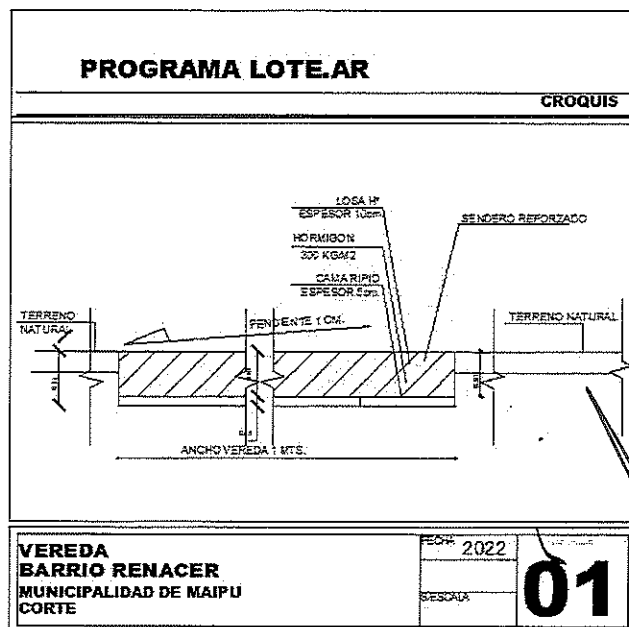 PROGRAMA LOTE.AR
CROQUIS
LOSA Hº
ESPESOR 10cm
SENDERO REFORZADO
HORMIGON
300 KG/M2
CAMA RIPIO
ESPESOR 5cm
TERRENO
NATURAL
PENDIENTE 1 CM.
TERRENO NATURAL
ANCHO VEREDA 1 MTS.
VEREDA
BARRIO RENACER
MUNICIPALIDAD DE MAIPU
CORTE
FECHA
2022
S/ESCALA
01